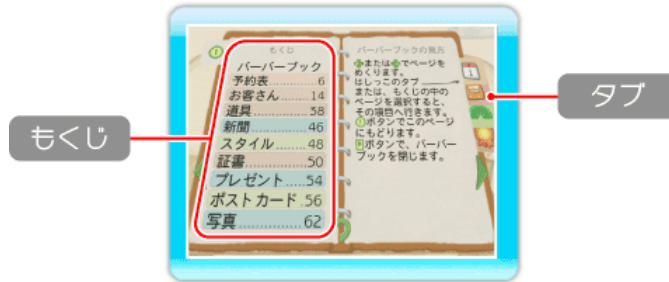 もくじ
もくじ
バーバーブック
予約表..............6
お客さん.........14
道具................38
新聞................46
スタイル.........48
証書................50
プレゼント......54
ポストカード..56
写真................62
バーバーブックの見方
または でページを
めくります。
はしっこのタブ
または、もくじの中の
ページを選択すると、
その項目へ行きます。
①ボタンでこのページ
にもどります。
Bボタンで、バーバー
ブックを閉じます。
1
タブ